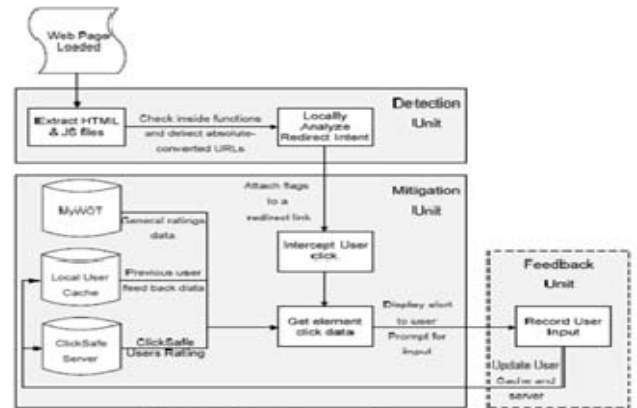 Web Page
Loaded
Detection
Unit
Extract HTML
& JS files
Check inside functions
and detect absolute-
converted URLs
Locally
Analyze
Redirect Intent
Mitigation
Unit
Attach flags
to a
redirect link
MyWOT
General ratings
data
Intercept User
click
Local User
Cache
Previous user
feed back data
Feedback
Unit
ClickSafe
Server
ClickSafe
Users Rating
Get element
click data
Display alert
to user
Prompt for
input
Record User
Input
Update User
Cache and
server